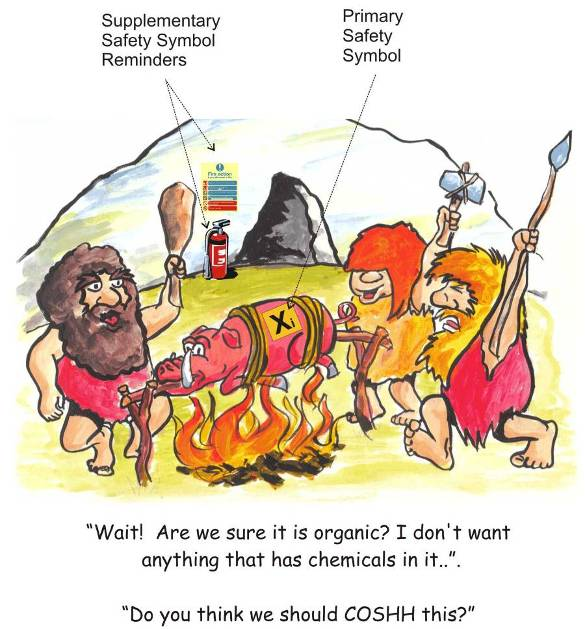 Supplementary
Safety Symbol
Reminders
Primary
Safety
Symbol
Fire action
Xi
"Wait!  Are we sure it is organic? I don't want
anything that has chemicals in it..".
"Do you think we should COSHH this?"